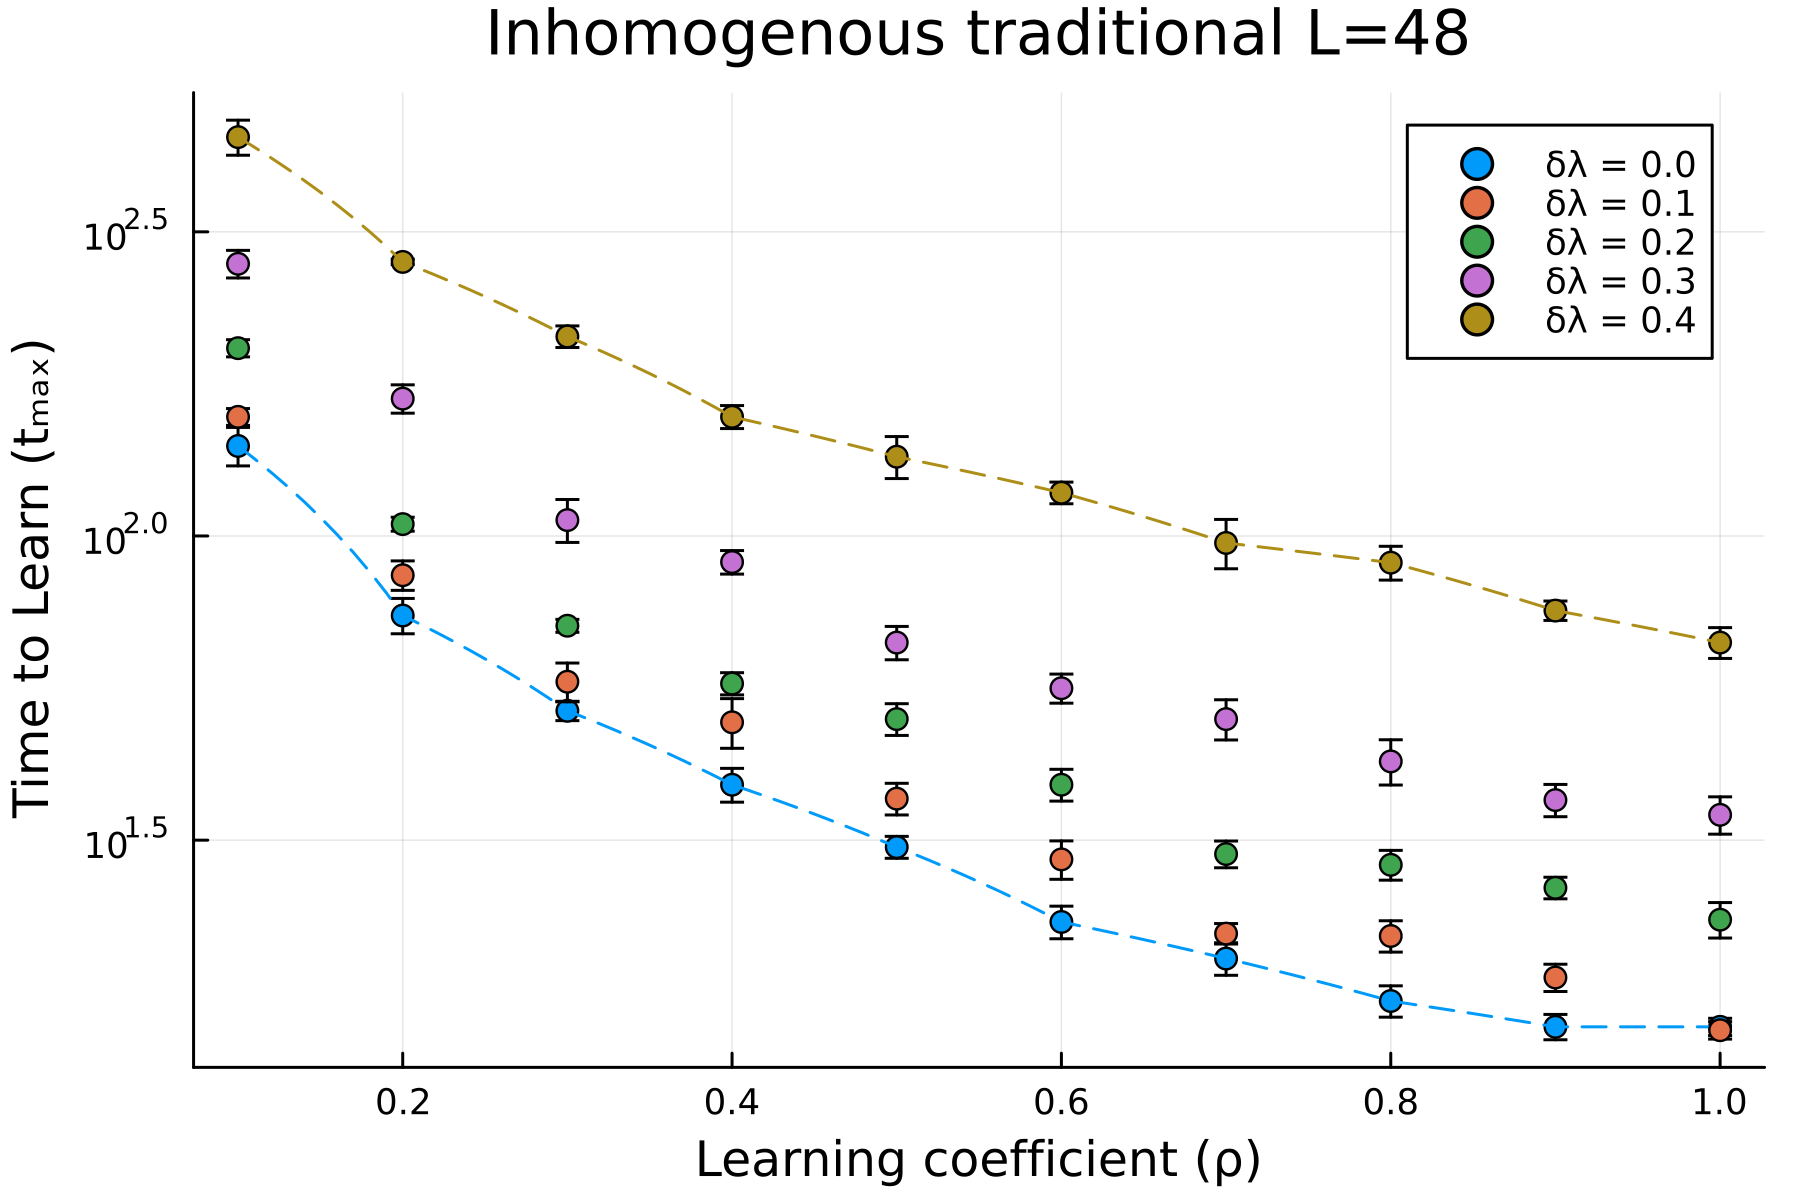 Inhomogenous traditional L=48
δλ = 0.0
δλ = 0.1
δλ = 0.2
δλ = 0.3
δλ = 0.4
Time to Learn (tₘₐₓ)
10^2.5
10^2.0
10^1.5
0.2 0.4 0.6 0.8 1.0
Learning coefficient (ρ)